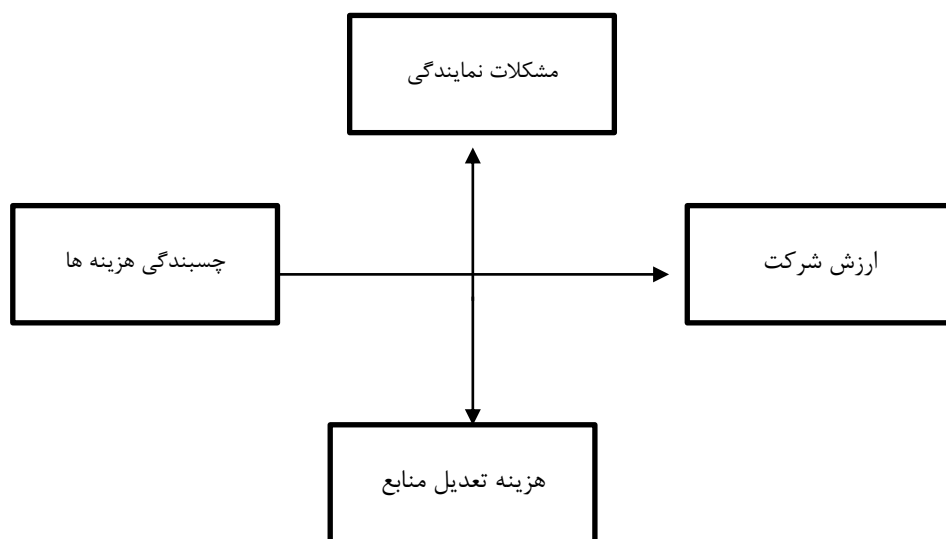 مشکلات نمایندگی
ارزش شرکت
چسبندگی هزینه ها
هزینه تعدیل منابع